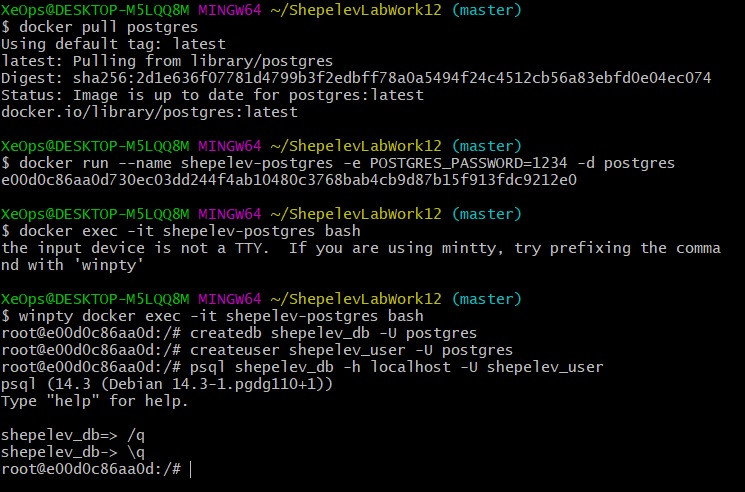 XeOps@DESKTOP-M5LQQ8M MINGW64 ~/ShepelevLabWork12 (master)
$ docker pull postgres
Using default tag: latest
latest: Pulling from library/postgres
Digest: sha256:2d1e636f07781d4799b3f2edbff78a0a5494f24c4512cb56a83ebfd0e04ec074
Status: Image is up to date for postgres:latest
docker.io/library/postgres:latest
XeOps@DESKTOP-M5LQQ8M MINGW64 ~/ShepelevLabWork12 (master)
$ docker run --name shepelev-postgres -e POSTGRES_PASSWORD=1234 -d postgres
e00d0c86aa0d730ec03dd244f4ab10480c3768bab4cb9d87b15f913fdc9212e0
XeOps@DESKTOP-M5LQQ8M MINGW64 ~/ShepelevLabWork12 (master)
$ docker exec -it shepelev-postgres bash
the input device is not a TTY.  If you are using mintty, try prefixing the comma
nd with 'winpty'
XeOps@DESKTOP-M5LQQ8M MINGW64 ~/ShepelevLabWork12 (master)
$ winpty docker exec -it shepelev-postgres bash
root@e00d0c86aa0d:/# createdb shepelev_db -U postgres
root@e00d0c86aa0d:/# createuser shepelev_user -U postgres
root@e00d0c86aa0d:/# psql shepelev_db -h localhost -U shepelev_user
psql (14.3 (Debian 14.3-1.pgdg110+1))
Type "help" for help.
shepelev_db=> /q
shepelev_db-> \q
root@e00d0c86aa0d:/#